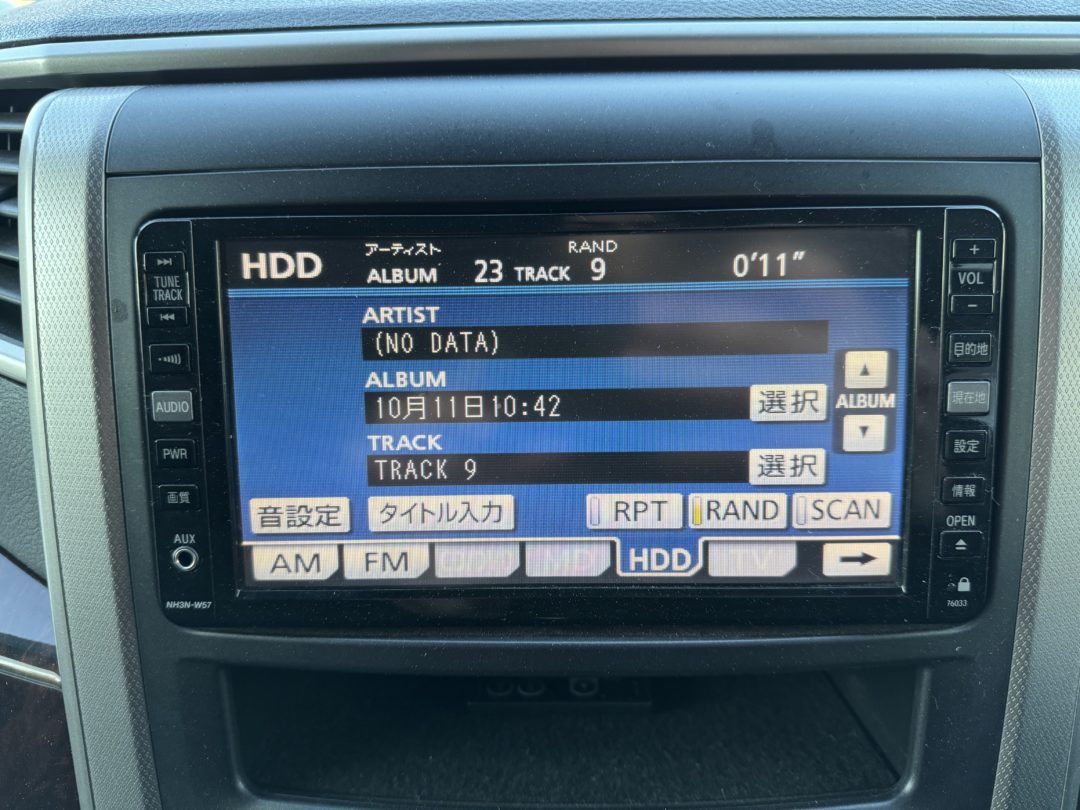 アーティスト RAND
HDD ALBUM 23 TRACK 9 0'11"
ARTIST
(NO DATA)
ALBUM
10月11日10:42 選択
TRACK
TRACK 9 選択
ALBUM
音設定 タイトル入力 RPT RAND SCAN
AM FM HDD TV
TUNE
TRACK
AUDIO
PWR
画質
AUX
NH3N-W57
+
VOL
−
目的地
現在地
設定
情報
OPEN
76033